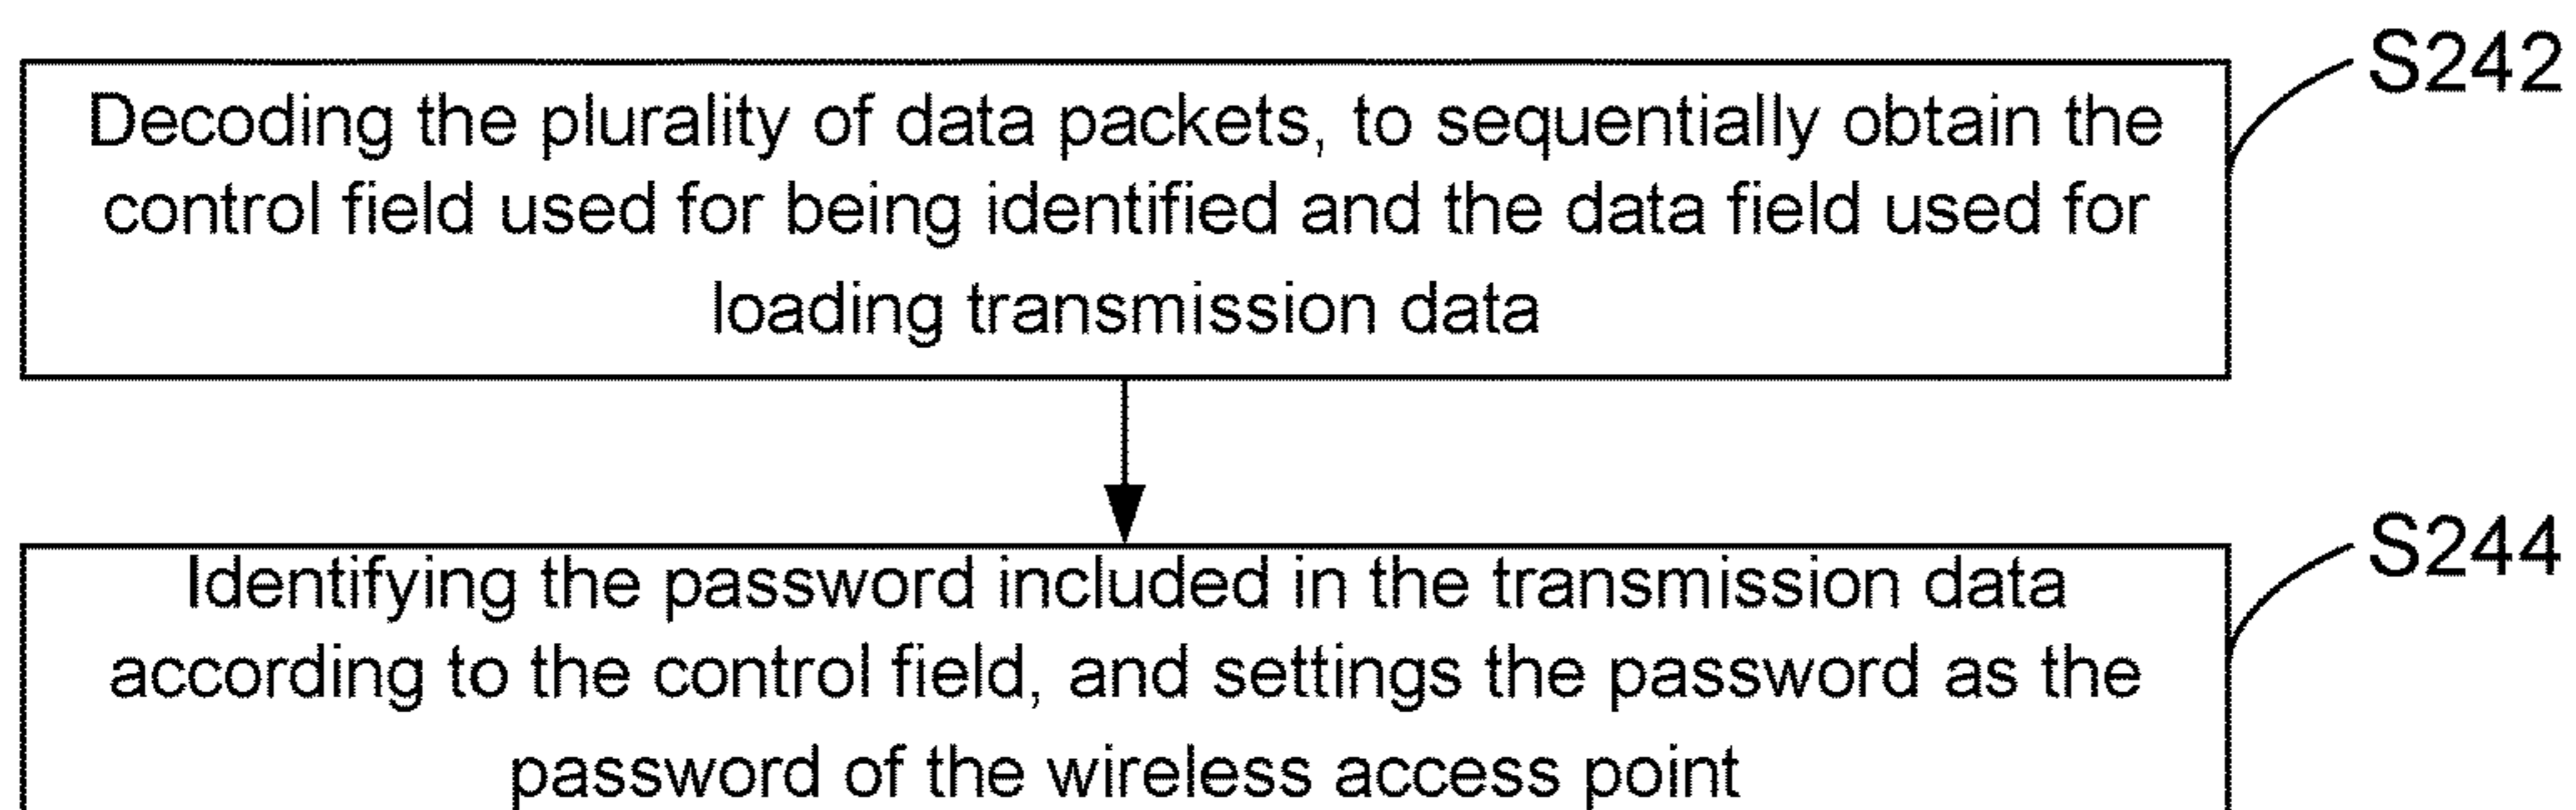 S242
Decoding the plurality of data packets, to sequentially obtain the
control field used for being identified and the data field used for
loading transmission data
S244
Identifying the password included in the transmission data
according to the control field, and settings the password as the
password of the wireless access point